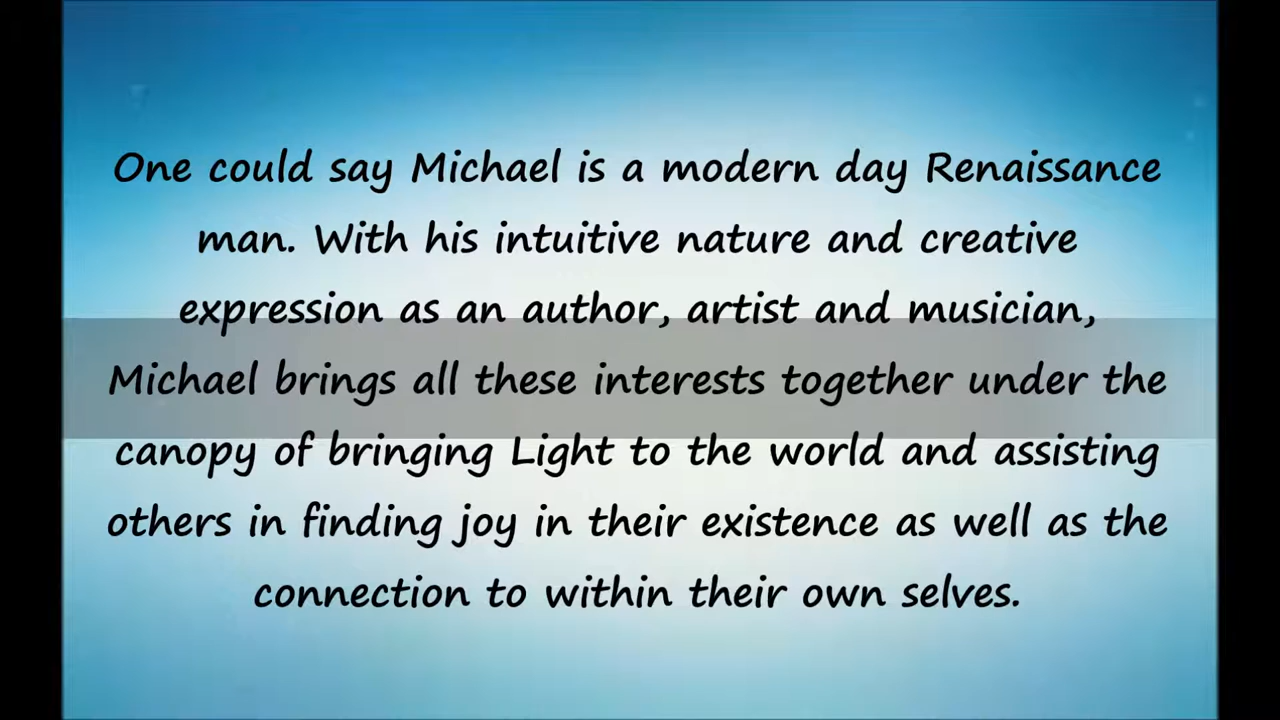 One could say Michael is a modern day Renaissance
man. With his intuitive nature and creative
expression as an author, artist and musician,
Michael brings all these interests together under the
canopy of bringing Light to the world and assisting
others in finding joy in their existence as well as the
connection to within their own selves.